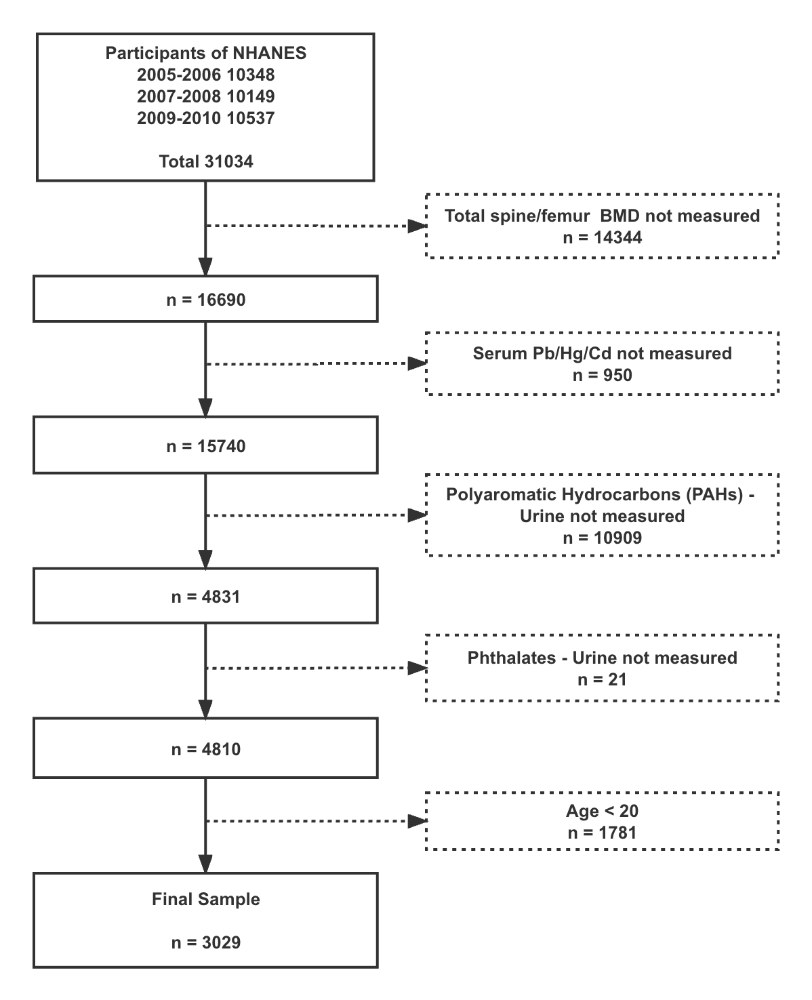 Participants of NHANES
2005-2006 10348
2007-2008 10149
2009-2010 10537
Total 31034
Total spine/femur  BMD not measured
n = 14344
n = 16690
Serum Pb/Hg/Cd not measured
n = 950
n = 15740
Polyaromatic Hydrocarbons (PAHs) -
Urine not measured
n = 10909
n = 4831
Phthalates - Urine not measured
n = 21
n = 4810
Age < 20
n = 1781
Final Sample
n = 3029